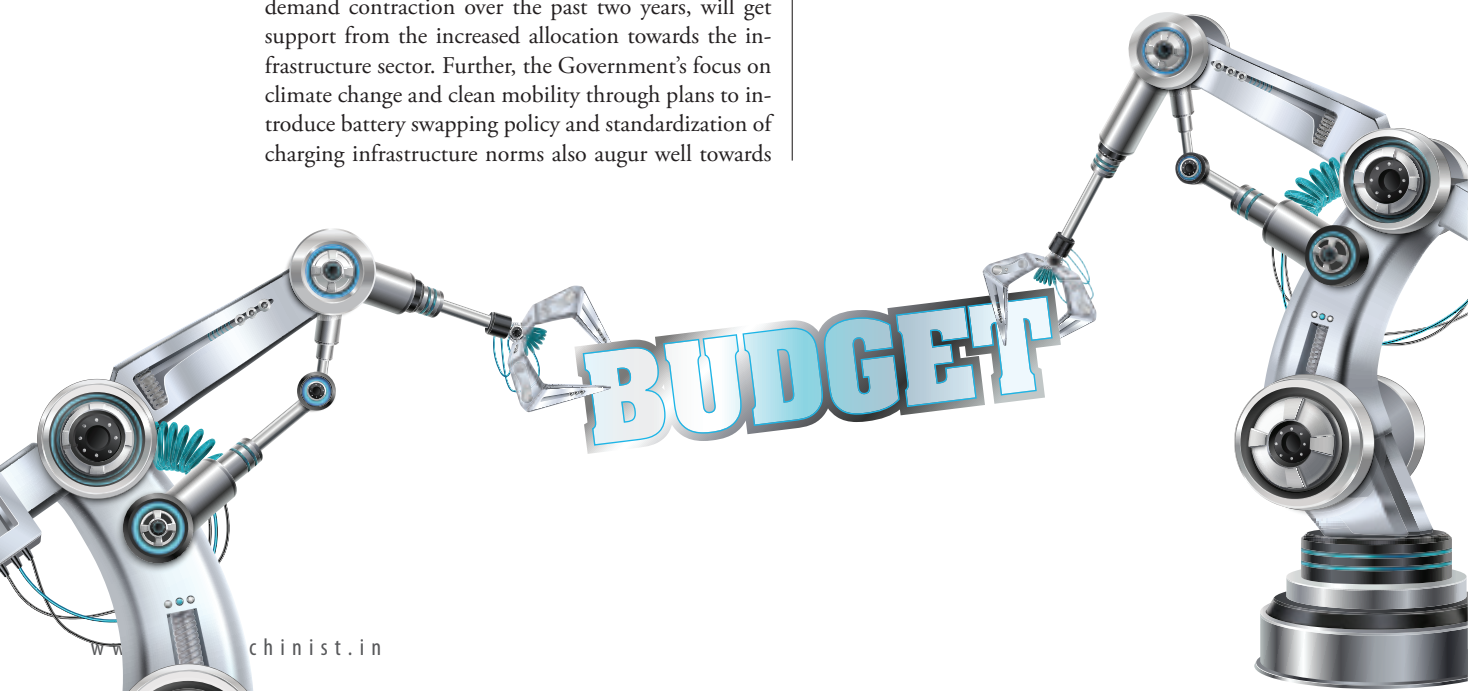 demand contraction over the past two years, will get
support from the increased allocation towards the in-
frastructure sector. Further, the Government’s focus on
climate change and clean mobility through plans to in-
troduce battery swapping policy and standardization of
charging infrastructure norms also augur well towards
BUDGET
chinist.in